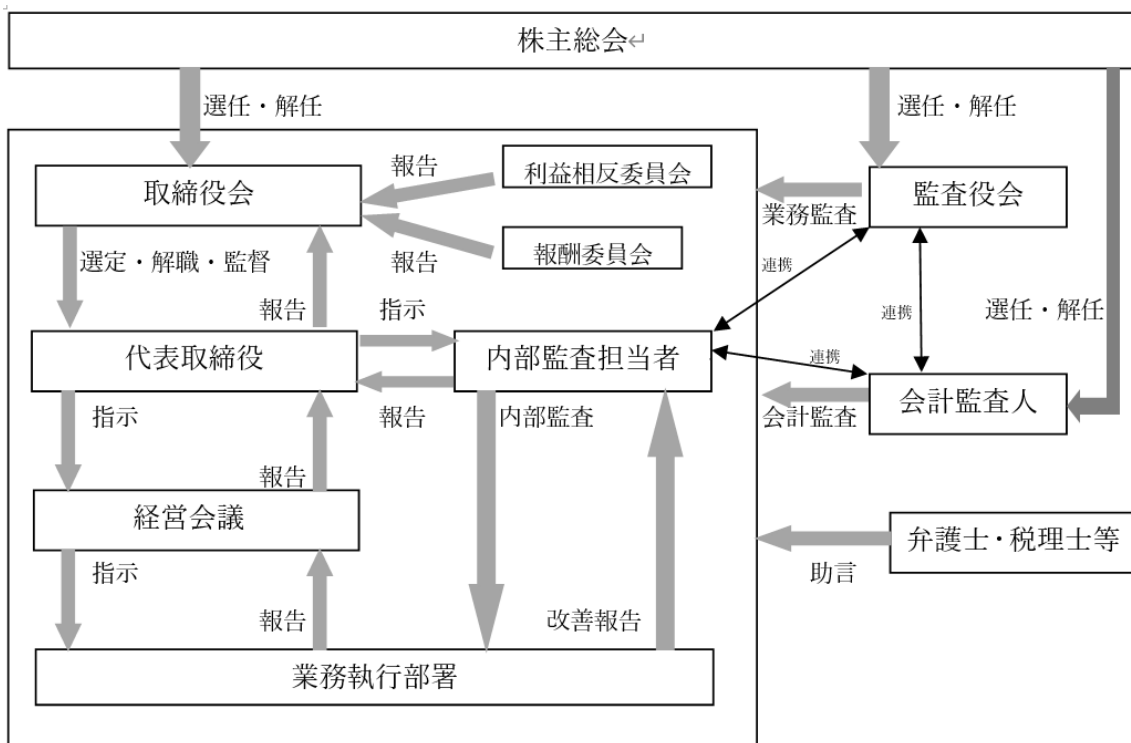 株主総会↵
選任・解任
選任・解任
取締役会
報告
利益相反委員会
監査役会
業務監査
選定・解職・監督
報告
報酬委員会
連携
報告
指示
連携
選任・解任
代表取締役
内部監査担当者
連携
指示
報告
内部監査
会計監査
会計監査人
報告
経営会議
弁護士・税理士等
指示
助言
報告
改善報告
業務執行部署